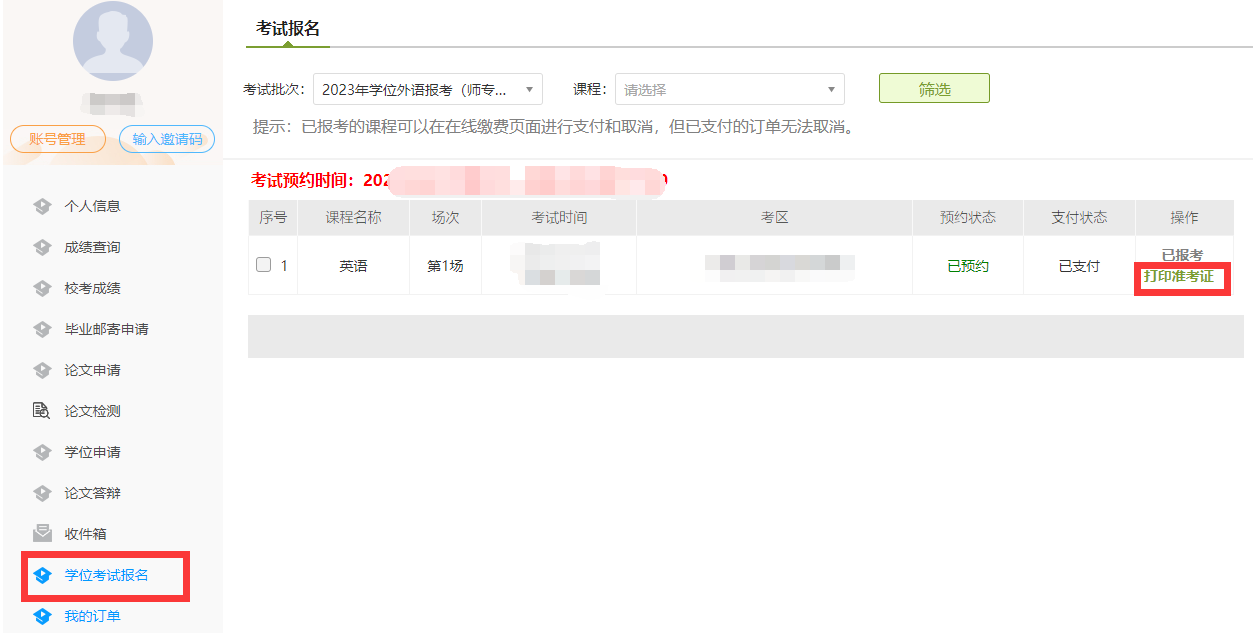 账号管理
输入邀请码
个人信息
成绩查询
校考成绩
毕业邮寄申请
论文申请
论文检测
学位申请
论文答辩
收件箱
学位考试报名
我的订单
考试报名
考试批次： 2023年学位外语报考（师专... 课程： 请选择 筛选
提示：已报考的课程可以在在线缴费页面进行支付和取消，但已支付的订单无法取消。
考试预约时间：202
序号 课程名称 场次 考试时间 考区 预约状态 支付状态 操作
1 英语 第1场 已预约 已支付 已报考
打印准考证